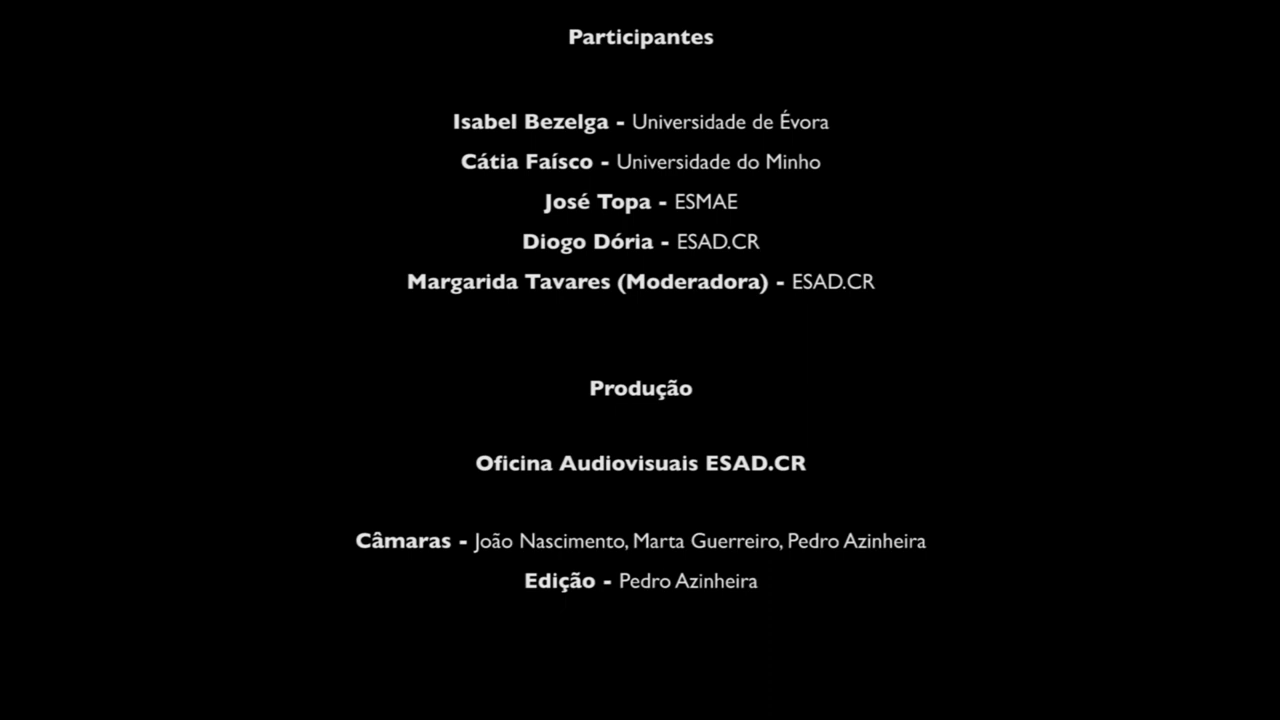 Participantes
Isabel Bezelga - Universidade de Évora
Cátia Faísco - Universidade do Minho
José Topa - ESMAE
Diogo Dória - ESAD.CR
Margarida Tavares (Moderadora) - ESAD.CR
Produção
Oficina Audiovisuais ESAD.CR
Câmaras - João Nascimento, Marta Guerreiro, Pedro Azinheira
Edição - Pedro Azinheira